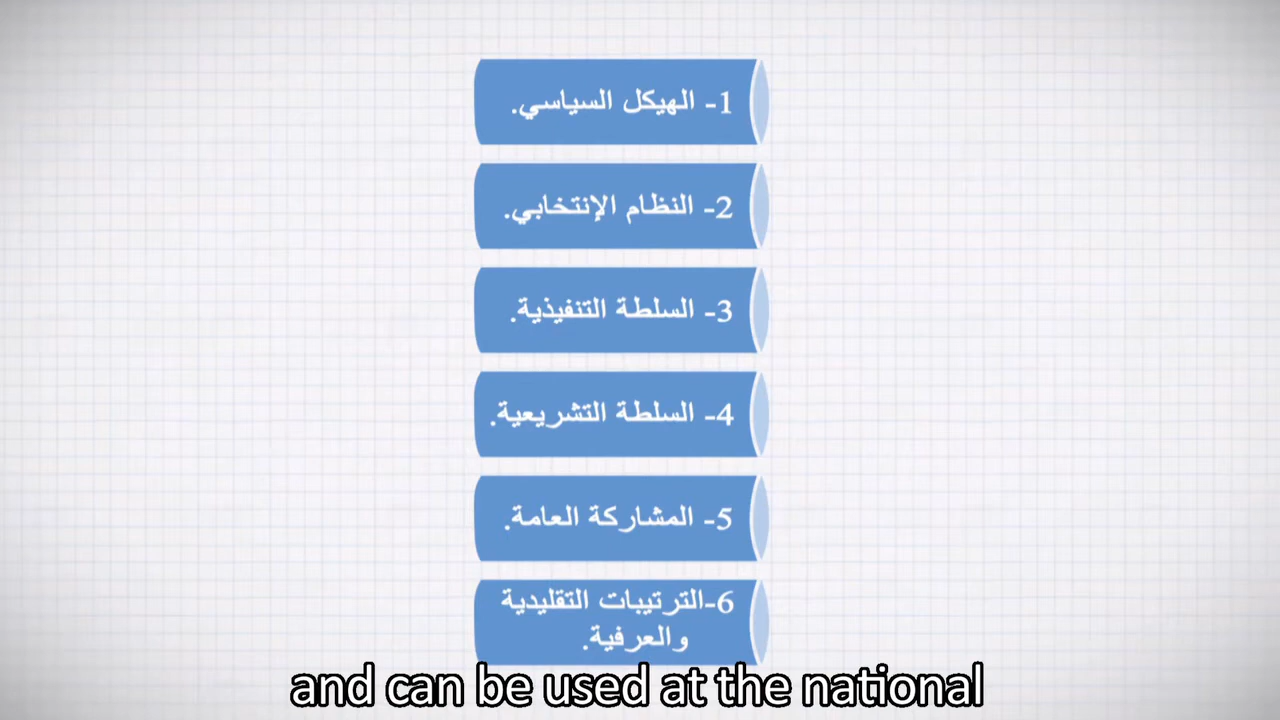 1- الهيكل السياسي.
2- النظام الإنتخابي.
3- السلطة التنفيذية.
4- السلطة التشريعية.
5- المشاركة العامة.
6-الترتيبات التقليدية
والعرفية.
and can be used at the national